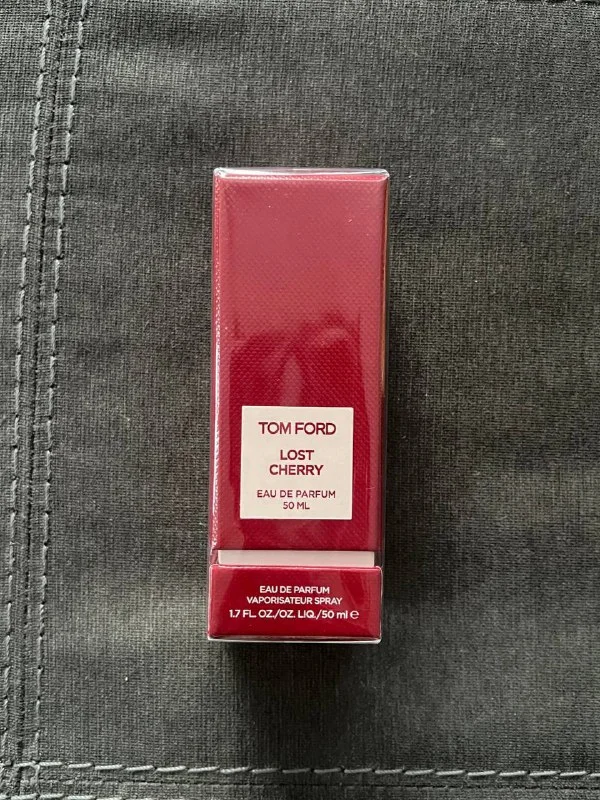 TOM FORD
LOST
CHERRY
EAU DE PARFUM
50 ML
EAU DE PARFUM
VAPORISATEUR SPRAY
1.7 FL. OZ./OZ. LIQ./50 ml ℮